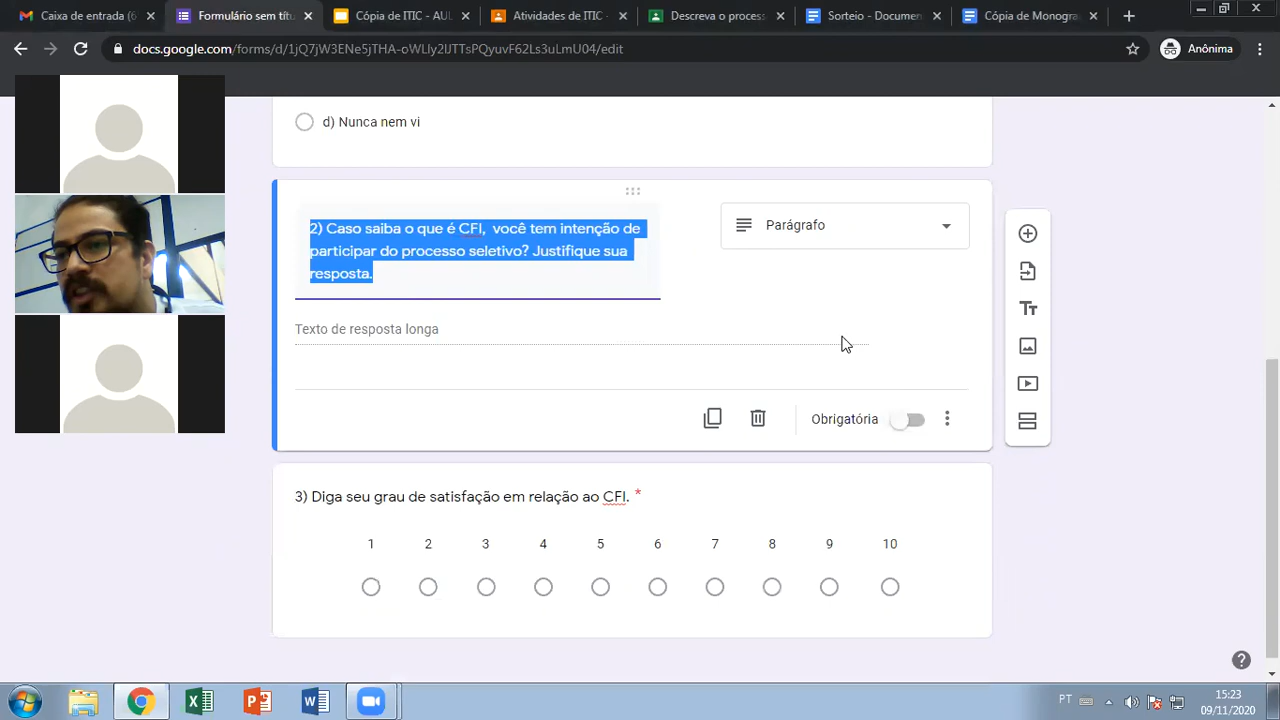 Caixa de entrada (6
Formulário sem títu
Cópia de ITIC - AUL
Atividades de ITIC -
Descreva o process
Sorteio - Documen
Cópia de Monogra
docs.google.com/forms/d/1jQ7jW3ENe5jTHA-oWLly2lJTTsPQyuvF62Ls3uLmU04/edit
Anônima
d) Nunca nem vi
2) Caso saiba o que é CFI, você tem intenção de
participar do processo seletivo? Justifique sua
resposta.
Parágrafo
Texto de resposta longa
Obrigatória
3) Diga seu grau de satisfação em relação ao CFI. *
1 2 3 4 5 6 7 8 9 10
PT
15:23
09/11/2020